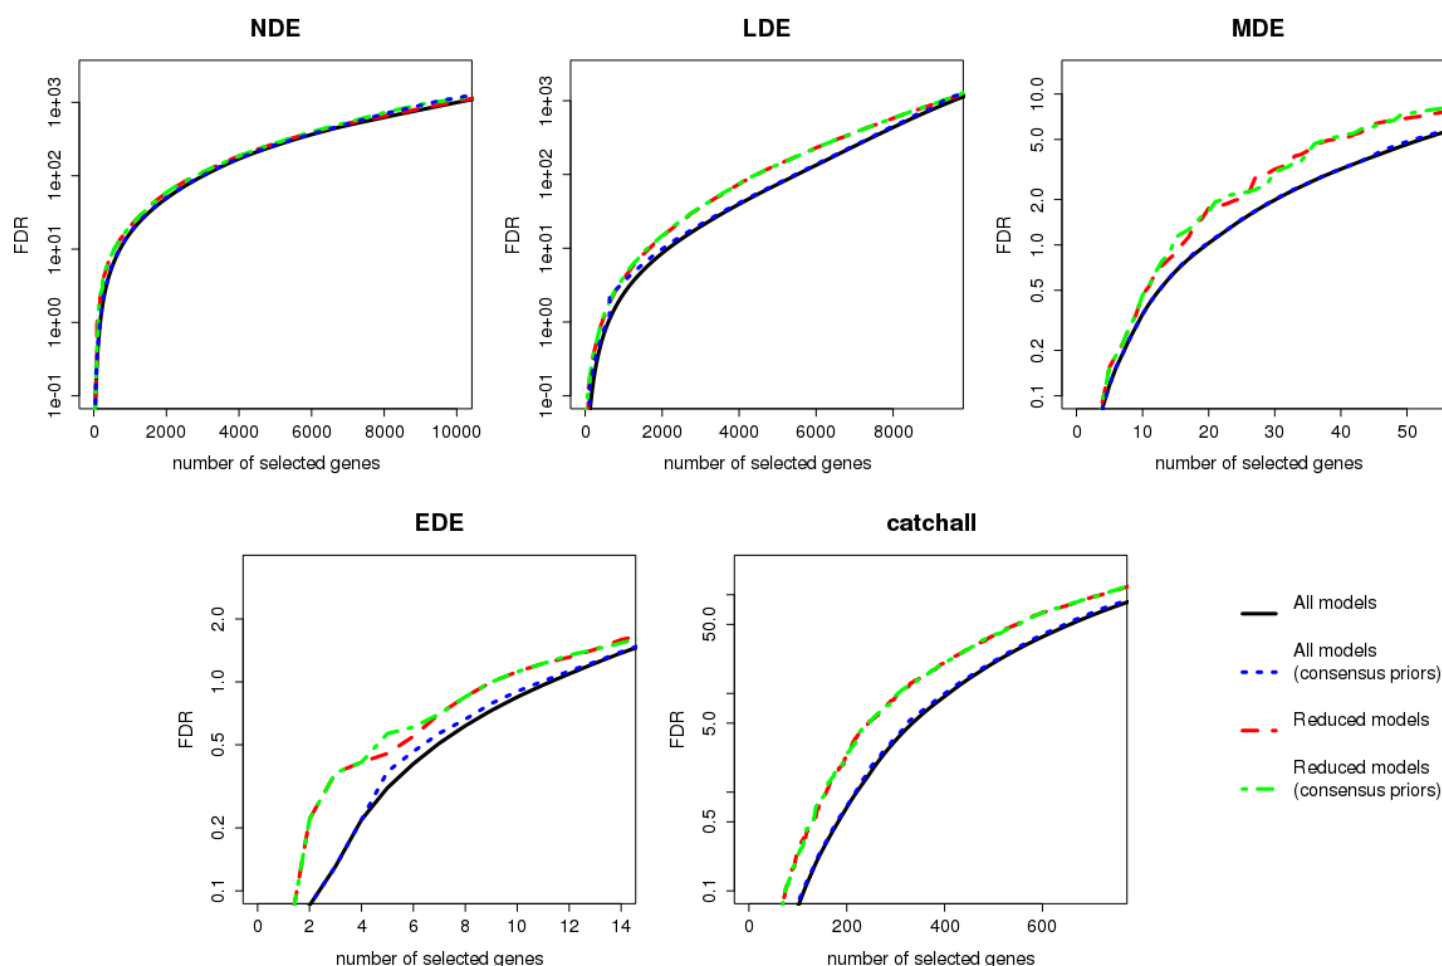 NDE
FDR
1e-01 1e+00 1e+01 1e+02 1e+03
0 2000 4000 6000 8000 10000
number of selected genes
LDE
FDR
1e-01 1e+00 1e+01 1e+02 1e+03
0 2000 4000 6000 8000
number of selected genes
MDE
FDR
0.1 0.2 0.5 1.0 2.0 5.0 10.0
0 10 20 30 40 50
number of selected genes
EDE
FDR
0.1 0.2 0.5 1.0 2.0
0 2 4 6 8 10 12 14
number of selected genes
catchall
FDR
0.1 0.5 5.0 50.0
0 200 400 600
number of selected genes
All models
All models
(consensus priors)
Reduced models
Reduced models
(consensus priors)